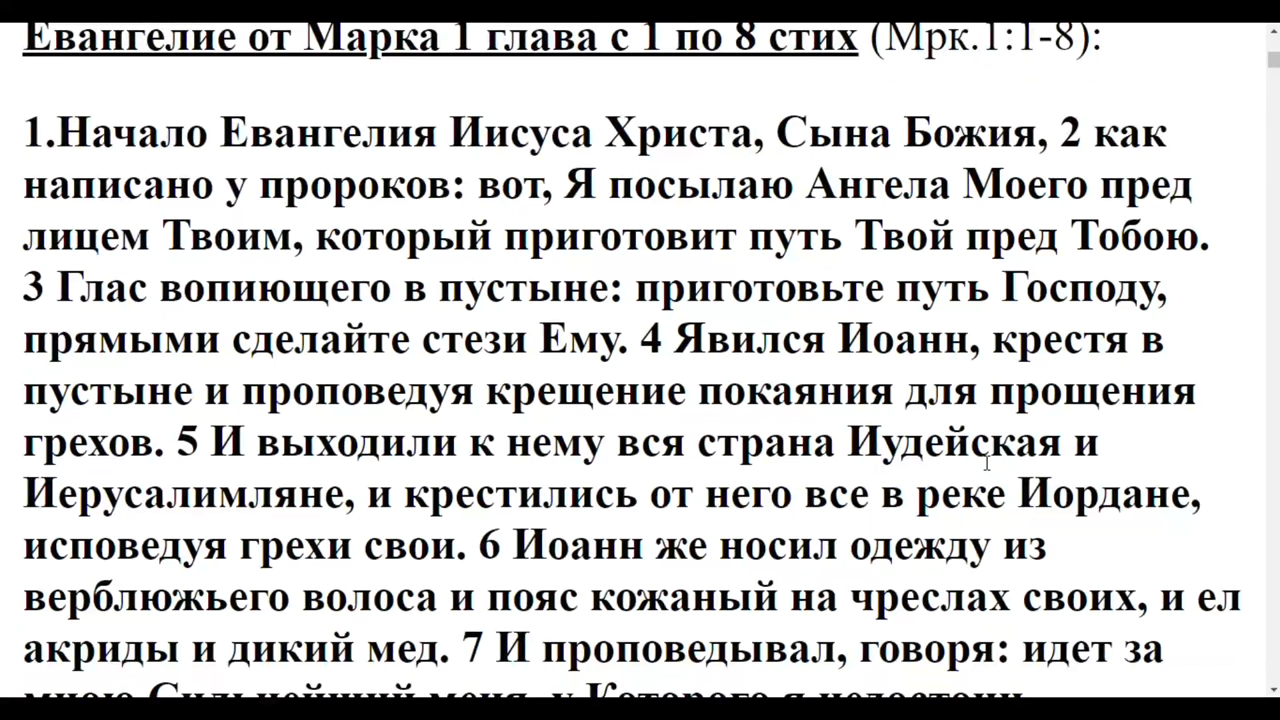 Евангелие от Марка 1 глава с 1 по 8 стих (Мрк.1:1-8):
1.Начало Евангелия Иисуса Христа, Сына Божия, 2 как
написано у пророков: вот, Я посылаю Ангела Моего пред
лицем Твоим, который приготовит путь Твой пред Тобою.
3 Глас вопиющего в пустыне: приготовьте путь Господу,
прямыми сделайте стези Ему. 4 Явился Иоанн, крестя в
пустыне и проповедуя крещение покаяния для прощения
грехов. 5 И выходили к нему вся страна Иудейская и
Иерусалимляне, и крестились от него все в реке Иордане,
исповедуя грехи свои. 6 Иоанн же носил одежду из
верблюжьего волоса и пояс кожаный на чреслах своих, и ел
акриды и дикий мед. 7 И проповедывал, говоря: идет за
мною Сильнейший меня, у Которого я недостоин